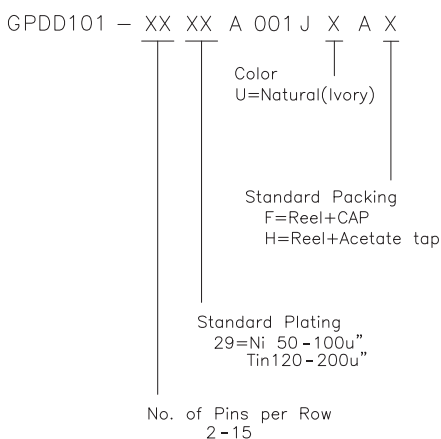 GPDD101 - XX XX A 001 J X A X
Color
U=Natural(Ivory)
Standard Packing
F=Reel+CAP
H=Reel+Acetate tap
Standard Plating
29=Ni 50-100u"
Tin120-200u"
No. of Pins per Row
2-15